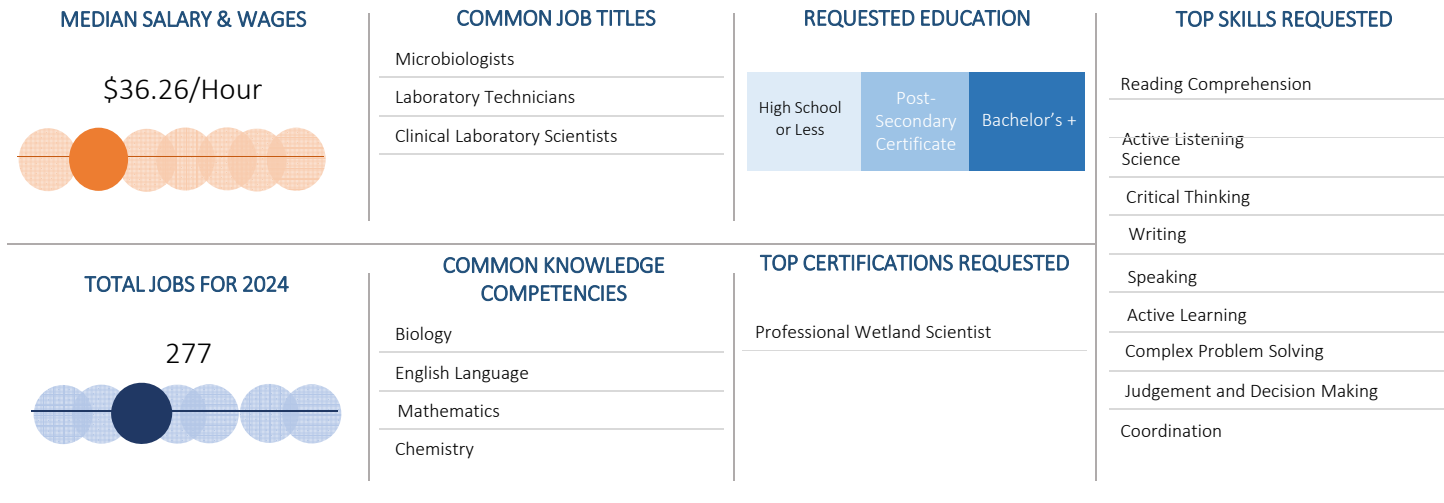 MEDIAN SALARY & WAGES
$36.26/Hour
COMMON JOB TITLES
Microbiologists
Laboratory Technicians
Clinical Laboratory Scientists
REQUESTED EDUCATION
High School
or Less
Post-
Secondary
Certificate
Bachelor's +
TOP SKILLS REQUESTED
Reading Comprehension
Active Listening
Science
Critical Thinking
Writing
Speaking
Active Learning
Complex Problem Solving
Judgement and Decision Making
Coordination
TOTAL JOBS FOR 2024
277
COMMON KNOWLEDGE
COMPETENCIES
Biology
English Language
Mathematics
Chemistry
TOP CERTIFICATIONS REQUESTED
Professional Wetland Scientist